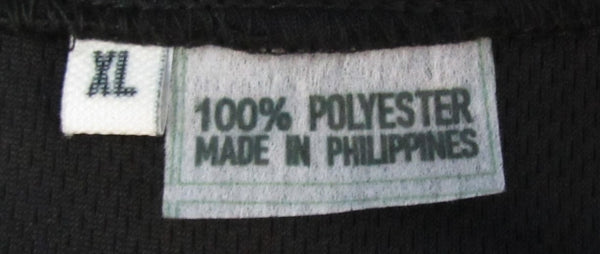 XL
100% POLYESTER
MADE IN PHILIPPINES